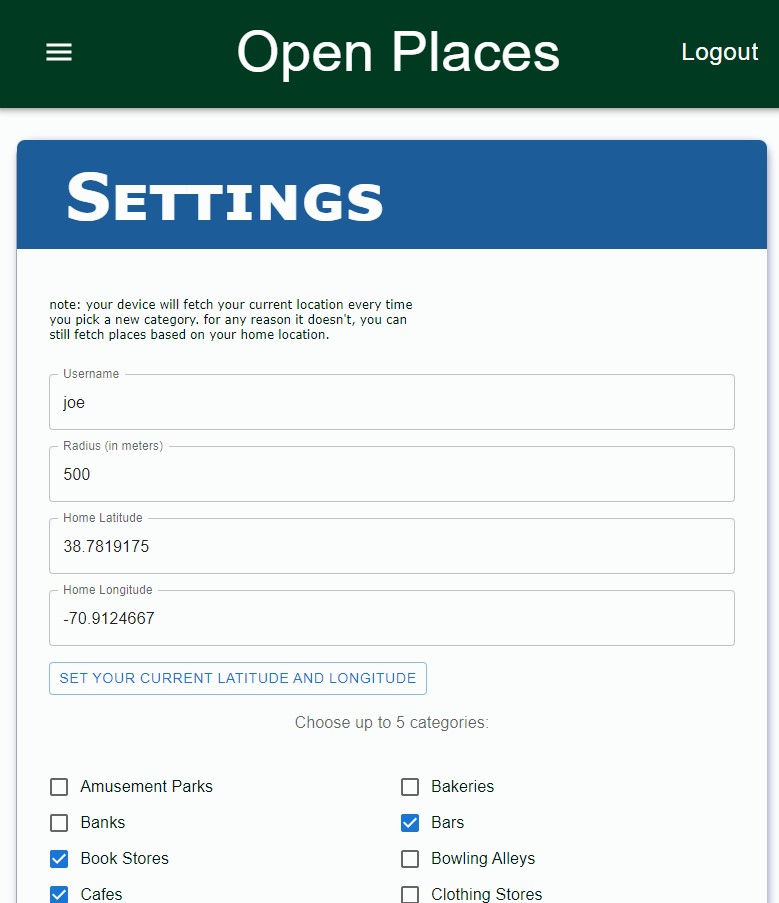 Open Places
Logout
Settings
note: your device will fetch your current location every time
you pick a new category. for any reason it doesn't, you can
still fetch places based on your home location.
Username
joe
Radius (in meters)
500
Home Latitude
38.7819175
Home Longitude
-70.9124667
SET YOUR CURRENT LATITUDE AND LONGITUDE
Choose up to 5 categories:
Amusement Parks
Bakeries
Banks
Bars
Book Stores
Bowling Alleys
Cafes
Clothing Stores